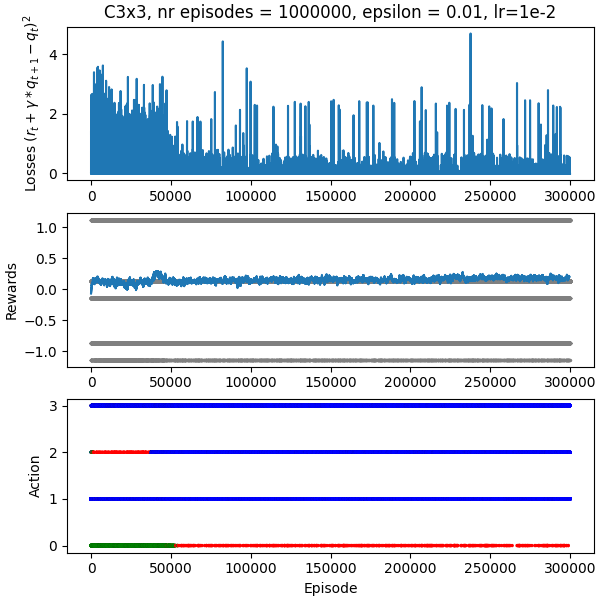 C3x3, nr episodes = 1000000, epsilon = 0.01, lr=1e-2
Losses $(r_t + \gamma * q_{t+1} - q_t)^2$
4
2
0
0 50000 100000 150000 200000 250000 300000
Rewards
1.0
0.5
0.0
−0.5
−1.0
0 50000 100000 150000 200000 250000 300000
Action
3
2
1
0
0 50000 100000 150000 200000 250000 300000
Episode